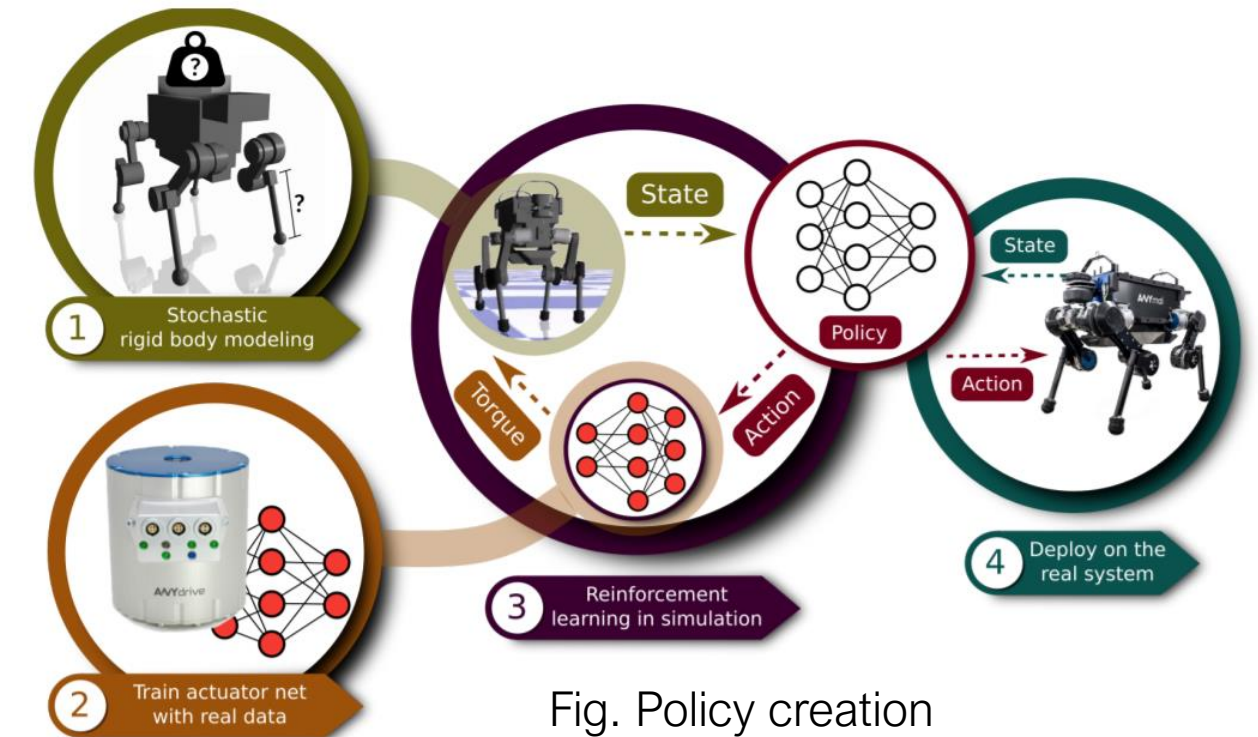 ?
?
1
Stochastic
rigid body modeling
ANYdrive
2
Train actuator net
with real data
State
Policy
Action
Torque
3
Reinforcement
learning in simulation
State
Action
ANYmal
4
Deploy on the
real system
Fig. Policy creation